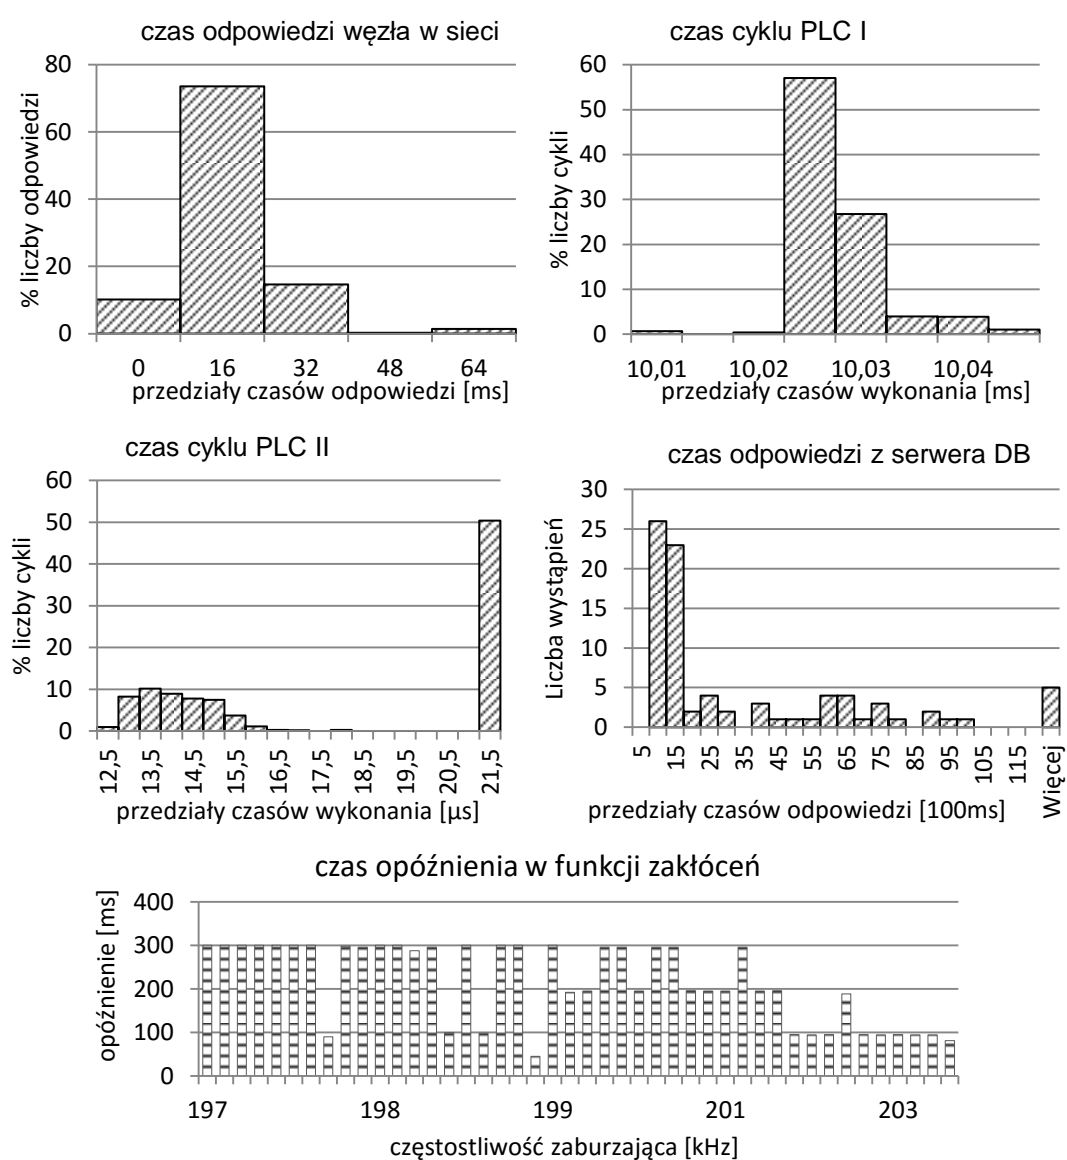 czas odpowiedzi węzła w sieci
% liczby odpowiedzi
80
60
40
20
0
0 16 32 48 64
przedziały czasów odpowiedzi [ms]
czas cyklu PLC I
% liczby cykli
60
50
40
30
20
10
0
10,01 10,02 10,03 10,04
przedziały czasów wykonania [ms]
czas cyklu PLC II
% liczby cykli
60
50
40
30
20
10
0
12,5 13,5 14,5 15,5 16,5 17,5 18,5 19,5 20,5 21,5
przedziały czasów wykonania [µs]
czas odpowiedzi z serwera DB
Liczba wystąpień
30
25
20
15
10
5
0
5 15 25 35 45 55 65 75 85 95 105 115 Więcej
przedziały czasów odpowiedzi [100ms]
czas opóźnienia w funkcji zakłóceń
opóźnienie [ms]
400
300
200
100
0
197 198 199 201 203
częstostliwość zaburzająca [kHz]